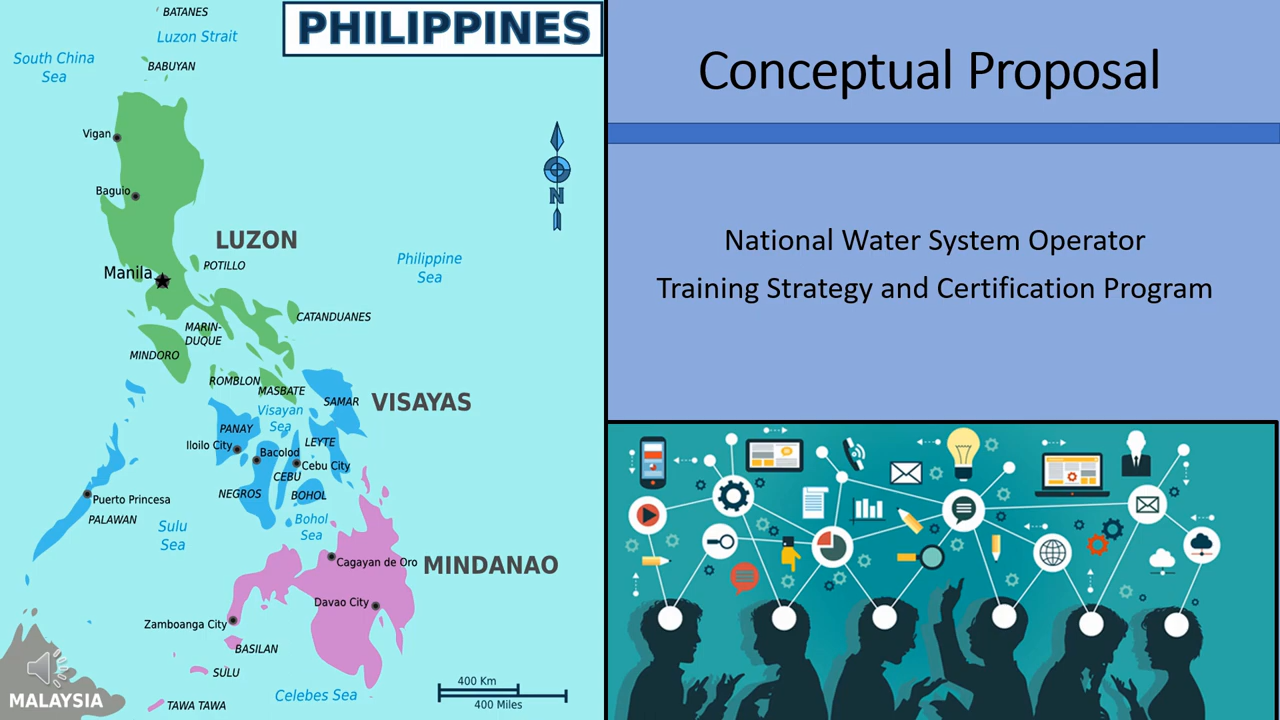 PHILIPPINES
BATANES
Luzon Strait
South China
Sea
BABUYAN
Vigan
Baguio
N
LUZON
Philippine
Sea
POTILLO
Manila
CATANDUANES
MARIN-
DUQUE
MINDORO
ROMBLON
MASBATE
SAMAR
VISAYAS
Visayan
Sea
PANAY
Iloilo City
LEYTE
Bacolod
Cebu City
CEBU
NEGROS
BOHOL
Puerto Princesa
PALAWAN
Sulu
Sea
Bohol
Sea
Cagayan de Oro
MINDANAO
Davao City
Zamboanga City
BASILAN
SULU
Celebes Sea
TAWA TAWA
MALAYSIA
400 Km
400 Miles
Conceptual Proposal
National Water System Operator
Training Strategy and Certification Program